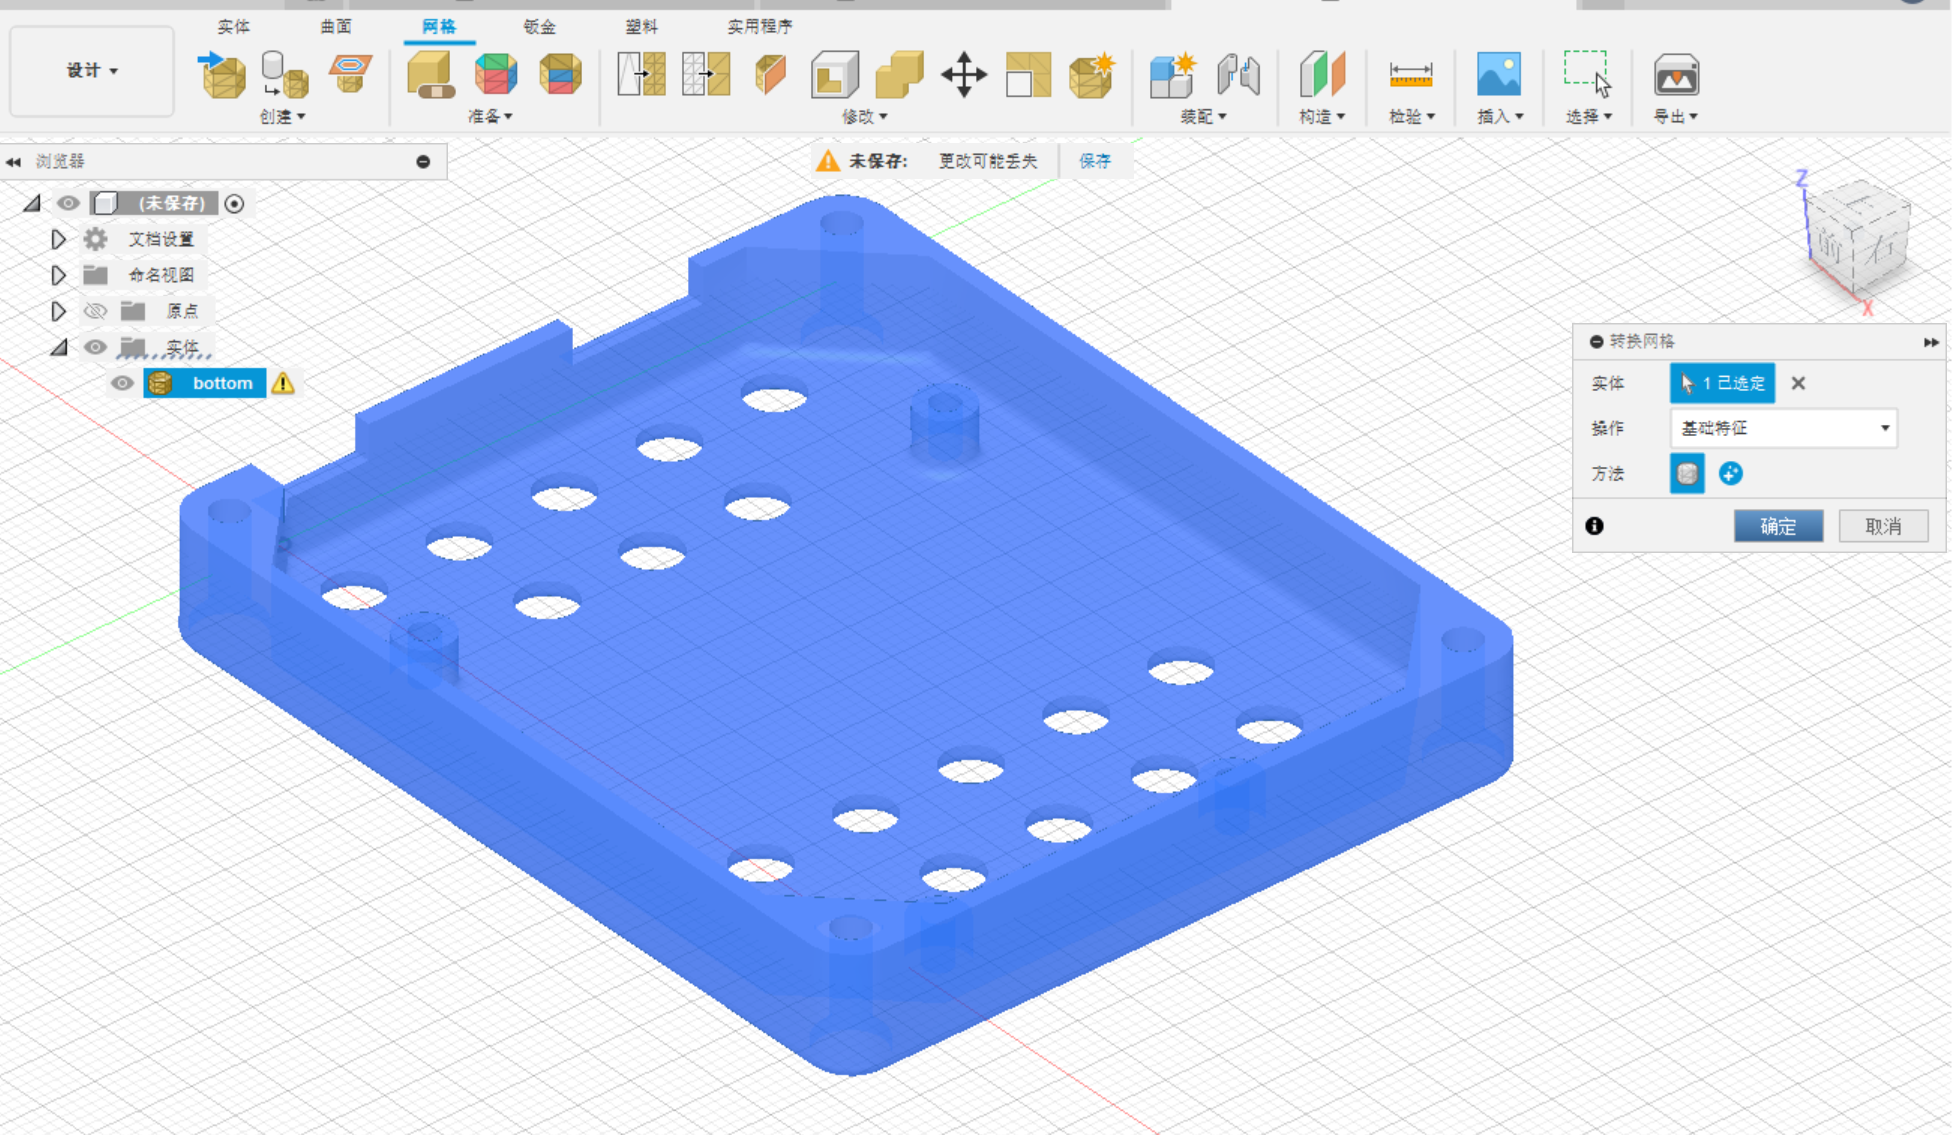 实体 曲面 网格 钣金 塑料 实用程序
设计
创建 准备 修改 装配 构造 检验 插入 选择 导出
浏览器
未保存: 更改可能丢失 保存
(未保存)
文档设置
命名视图
原点
实体
bottom
Z
前
X
转换网格
实体 1 已选定
操作 基础特征
方法
确定 取消